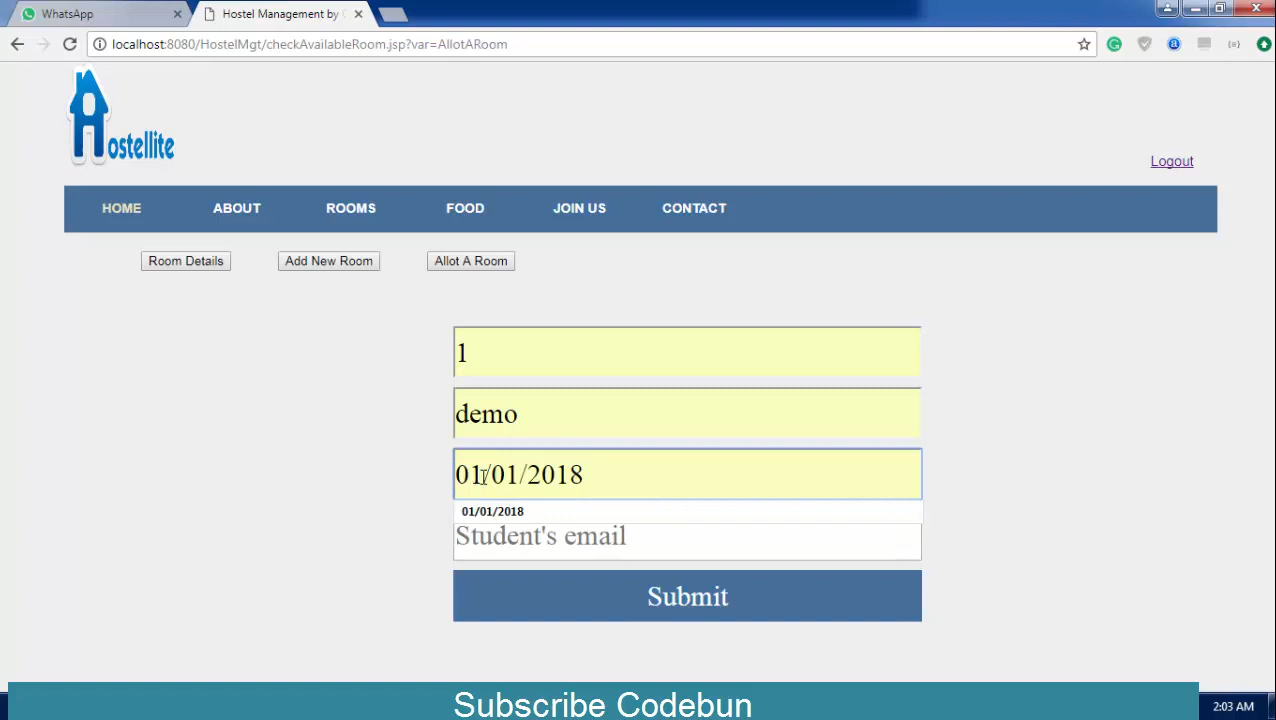 WhatsApp
Hostel Management by
localhost:8080/HostelMgt/checkAvailableRoom.jsp?var=AllotARoom
Hostellite
Logout
HOME ABOUT ROOMS FOOD JOIN US CONTACT
Room Details Add New Room Allot A Room
1
demo
01/01/2018
01/01/2018
Student's email
Submit
Subscribe Codebun
2:03 AM